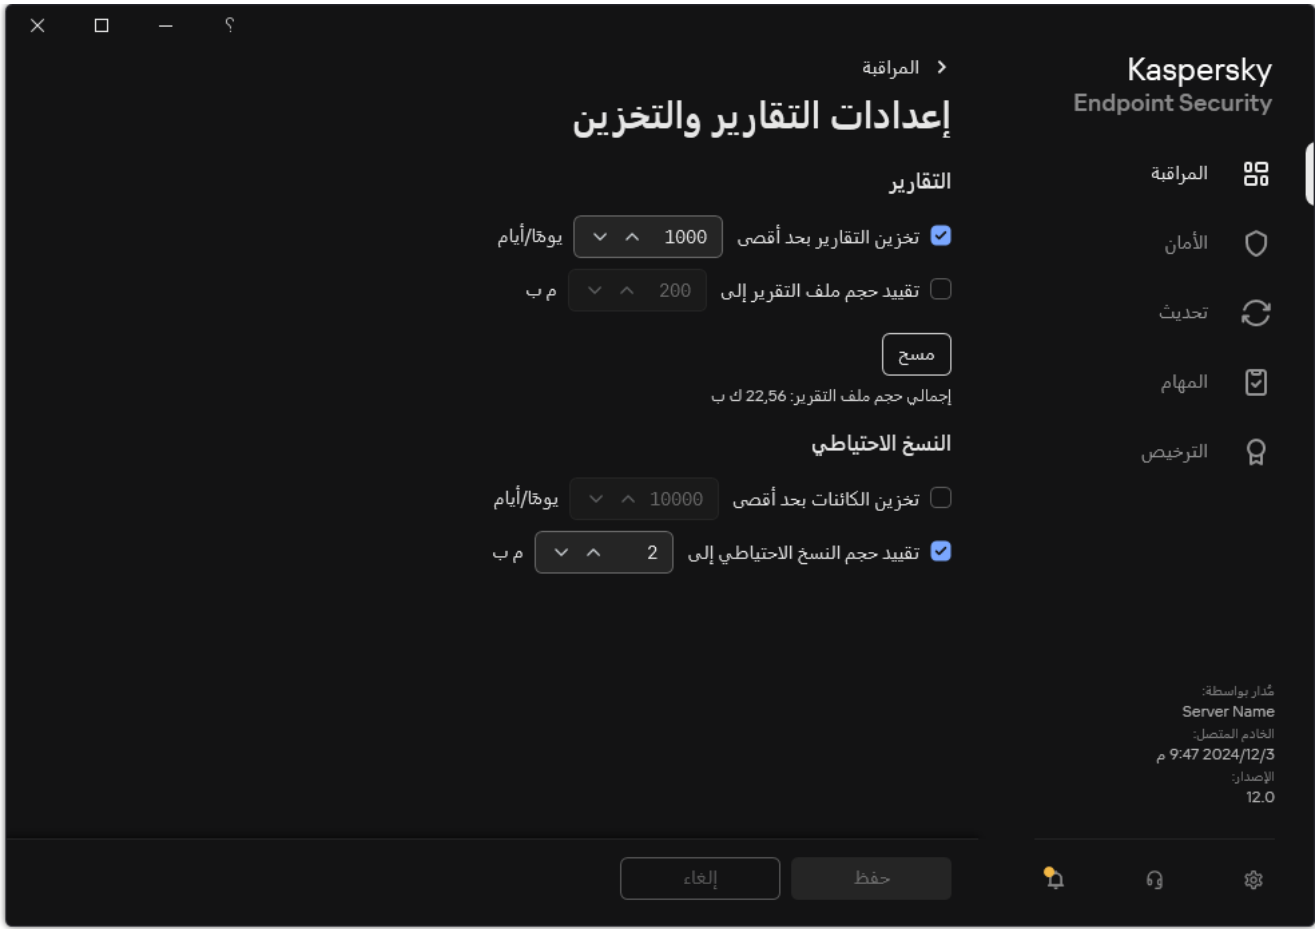 ؟
Kaspersky
Endpoint Security
المراقبة
الأمان
تحديث
المهام
الترخيص
مُدار بواسطة:
Server Name
الخادم المتصل:
2024/12/3 9:47 م
الإصدار:
12.0
المراقبة
إعدادات التقارير والتخزين
التقارير
تخزين التقارير بحد أقصى 1000 يومًا/أيام
تقييد حجم ملف التقرير إلى 200 م ب
مسح
إجمالي حجم ملف التقرير: 22,56 ك ب
النسخ الاحتياطي
تخزين الكائنات بحد أقصى 10000 يومًا/أيام
تقييد حجم النسخ الاحتياطي إلى 2 م ب
حفظ
إلغاء